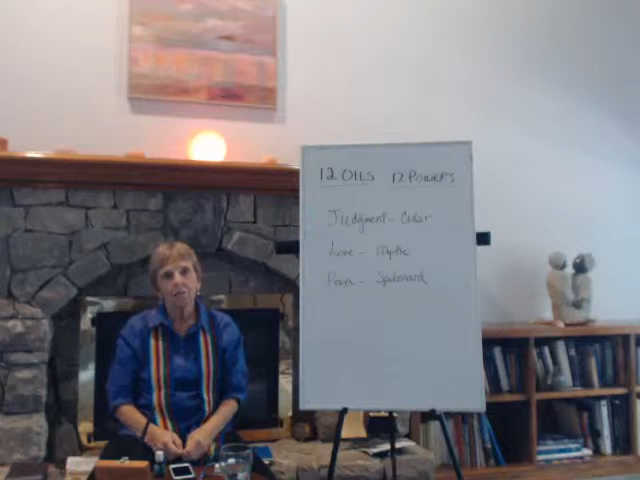 12 OILS 12 POWERS
Judgment - Cedar
Love - Myrtle
Power - Spikenard